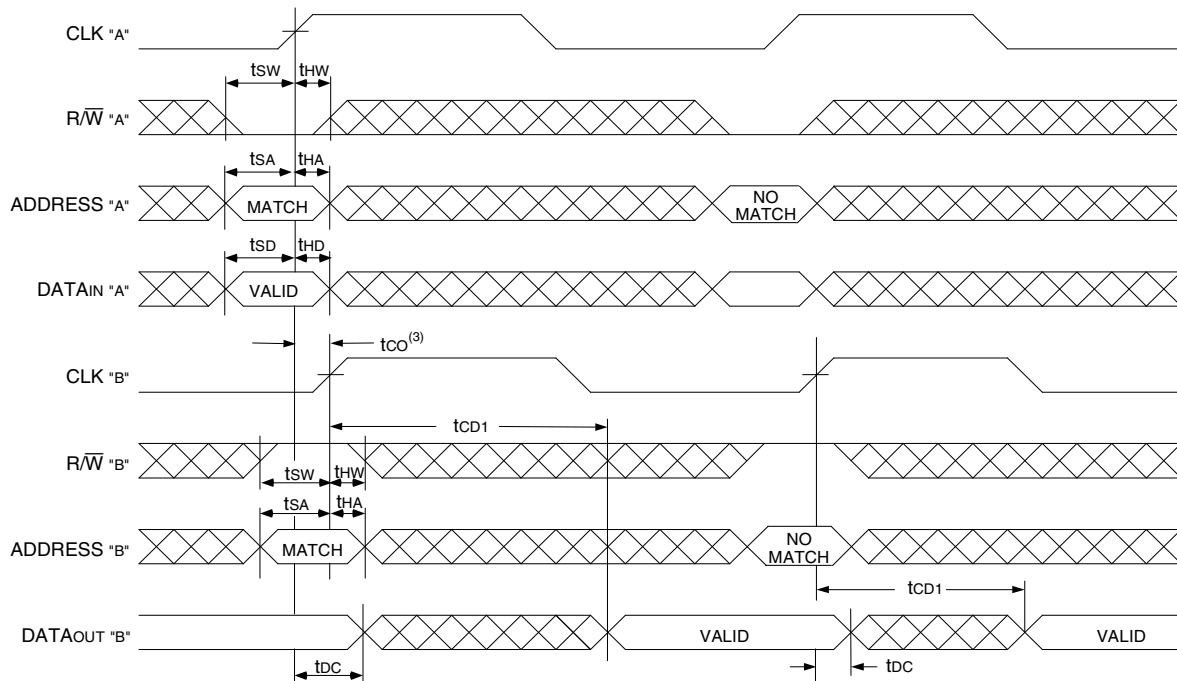 CLK "A"
tSW tHW
R/W̅ "A"
tSA tHA
ADDRESS "A" MATCH NO MATCH
tSD tHD
DATAIN "A" VALID
tCO(3)
CLK "B"
tCD1
R/W̅ "B"
tSW tHW
tSA tHA
ADDRESS "B" MATCH NO MATCH
tCD1
DATAOUT "B" VALID VALID
tDC tDC